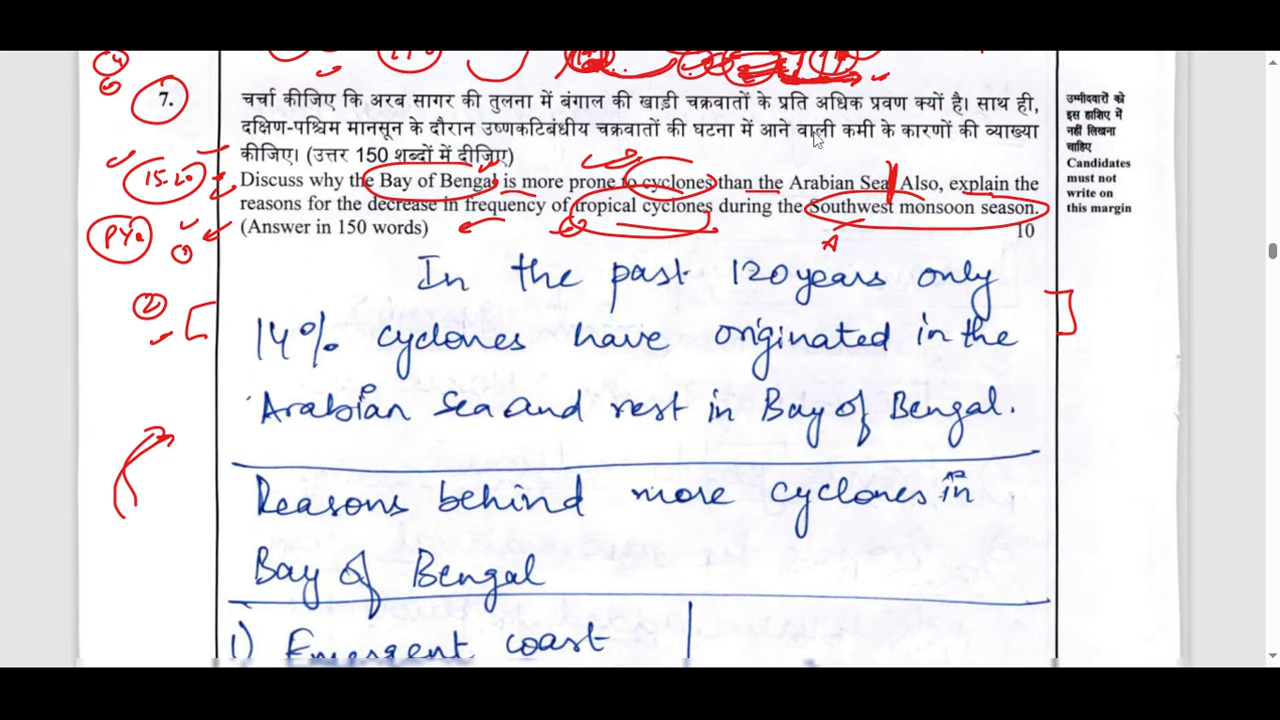 7.
चर्चा कीजिए कि अरब सागर की तुलना में बंगाल की खाड़ी चक्रवातों के प्रति अधिक प्रवण क्यों है। साथ ही,
दक्षिण-पश्चिम मानसून के दौरान उष्णकटिबंधीय चक्रवातों की घटना में आने वाली कमी के कारणों की व्याख्या
कीजिए। (उत्तर 150 शब्दों में दीजिए)
15-20
Discuss why the Bay of Bengal is more prone to cyclones than the Arabian Sea. Also, explain the
reasons for the decrease in frequency of tropical cyclones during the Southwest monsoon season.
PYQ
(Answer in 150 words)
10
उम्मीदवारों को
इस हाशिए में
नहीं लिखना
चाहिए
Candidates
must not
write on
this margin
In the past 120 years only
14% cyclones have originated in the
Arabian Sea and rest in Bay of Bengal.
Reasons behind more cyclones in
Bay of Bengal
1) Emergent coast